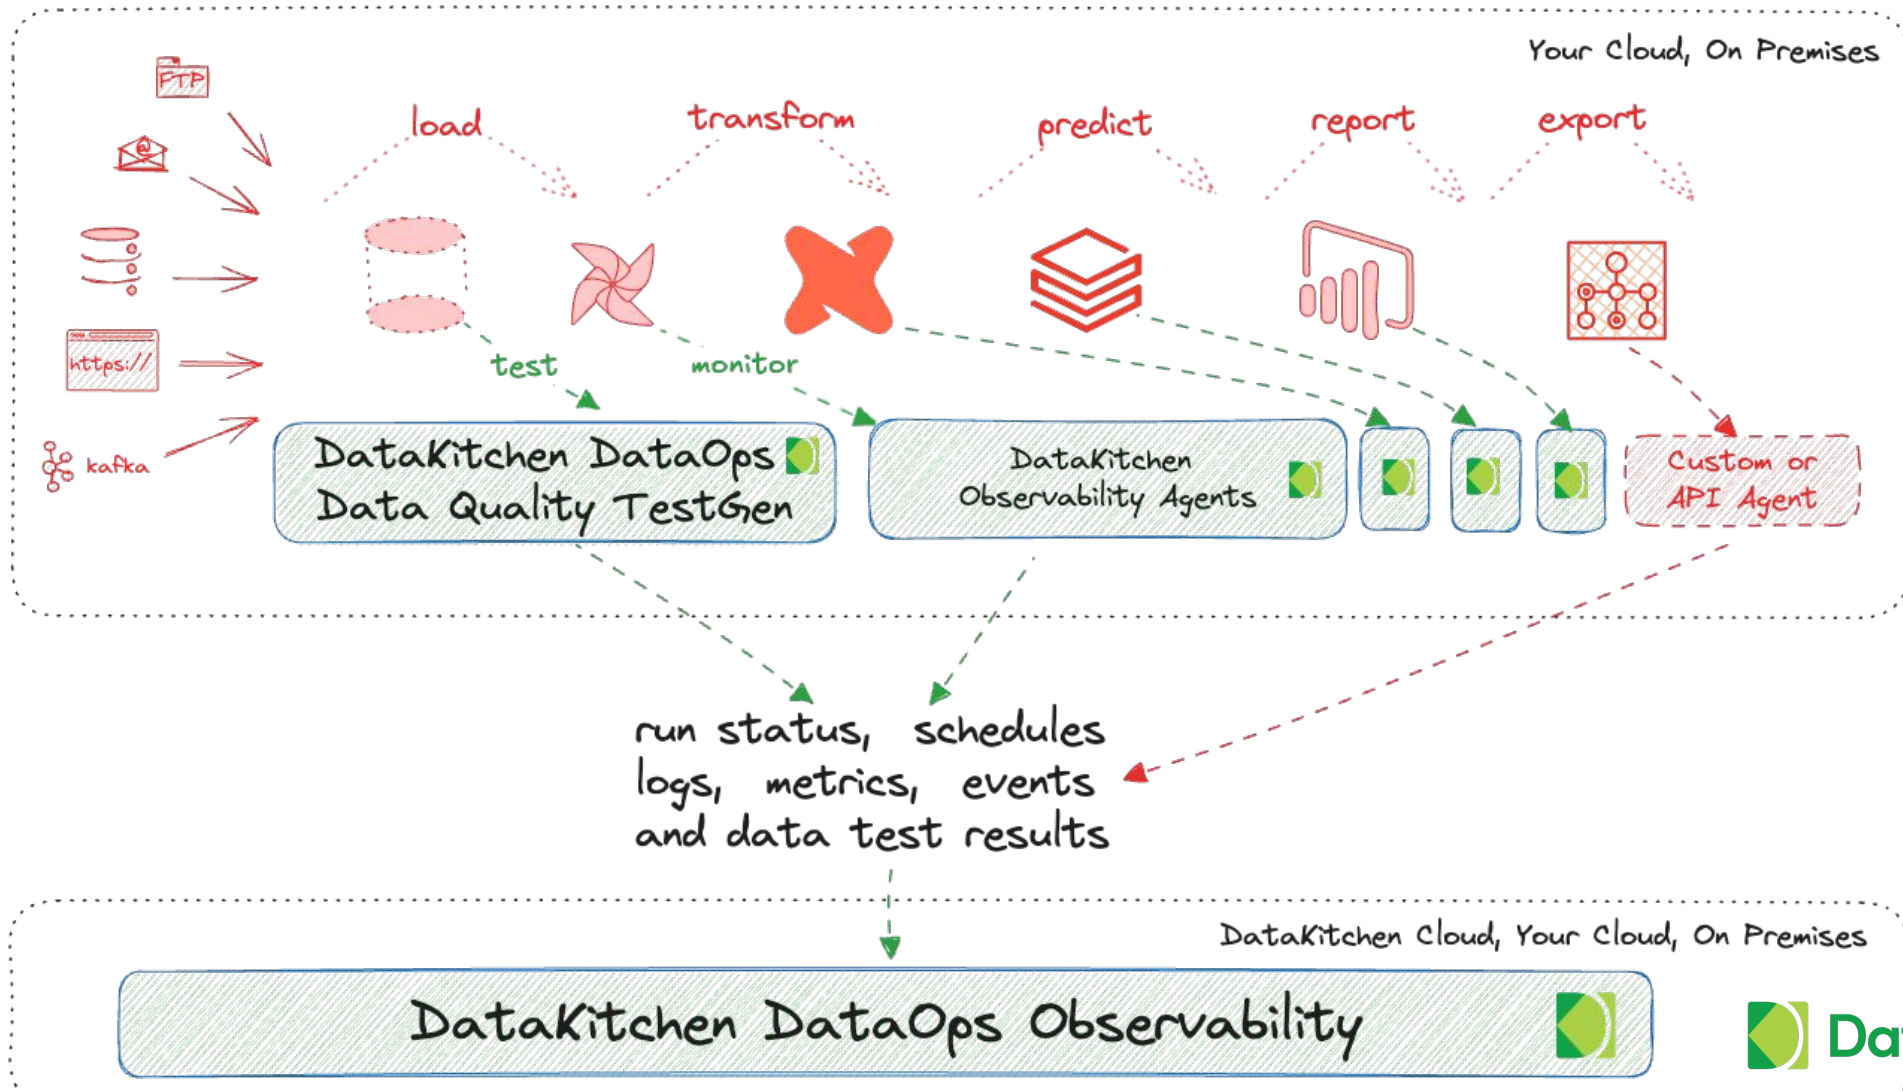 Your Cloud, On Premises
FTP
load
transform
predict
report
export
@
https://
kafka
test
monitor
DataKitchen DataOps
Data Quality TestGen
DataKitchen
Observability Agents
Custom or
API Agent
run status, schedules
logs, metrics, events
and data test results
DataKitchen Cloud, Your Cloud, On Premises
DataKitchen DataOps Observability
Da